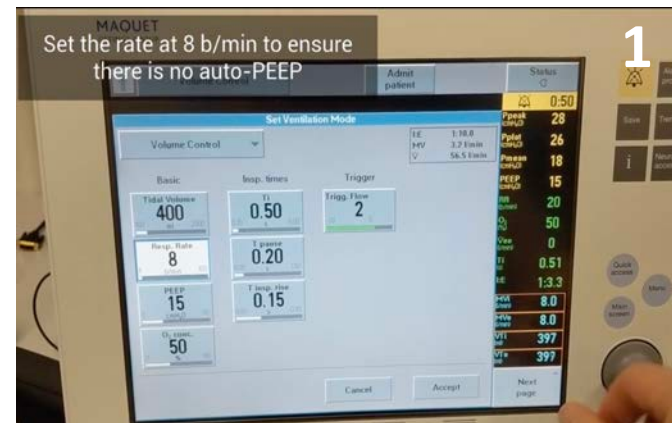 MAQUET
Set the rate at 8 b/min to ensure
there is no auto-PEEP
1
Admit
patient
Status
0:50
Set Ventilation Mode
Volume Control
I:E 1:10.0
MV 3.2 l/min
V 56.5 l/min
Basic
Insp. times
Trigger
Tidal Volume
400
ml
Ti
0.50
s
Trigg. Flow
2
Resp. Rate
8
b/min
T pause
0.20
s
PEEP
15
(cmH2O)
T insp. rise
0.15
s
O2 conc.
50
%
Cancel
Accept
Ppeak 28
(cmH2O)
Pplat 26
Pmean 18
PEEP 15
(cmH2O)
RR 20
O2 50
%
Vee 0
Ti 0.51
I:E 1:3.3
MVi 8.0
MVe 8.0
VTi 397
VTe 397
Next
page
Save
Quick
access
Main
screen
Menu